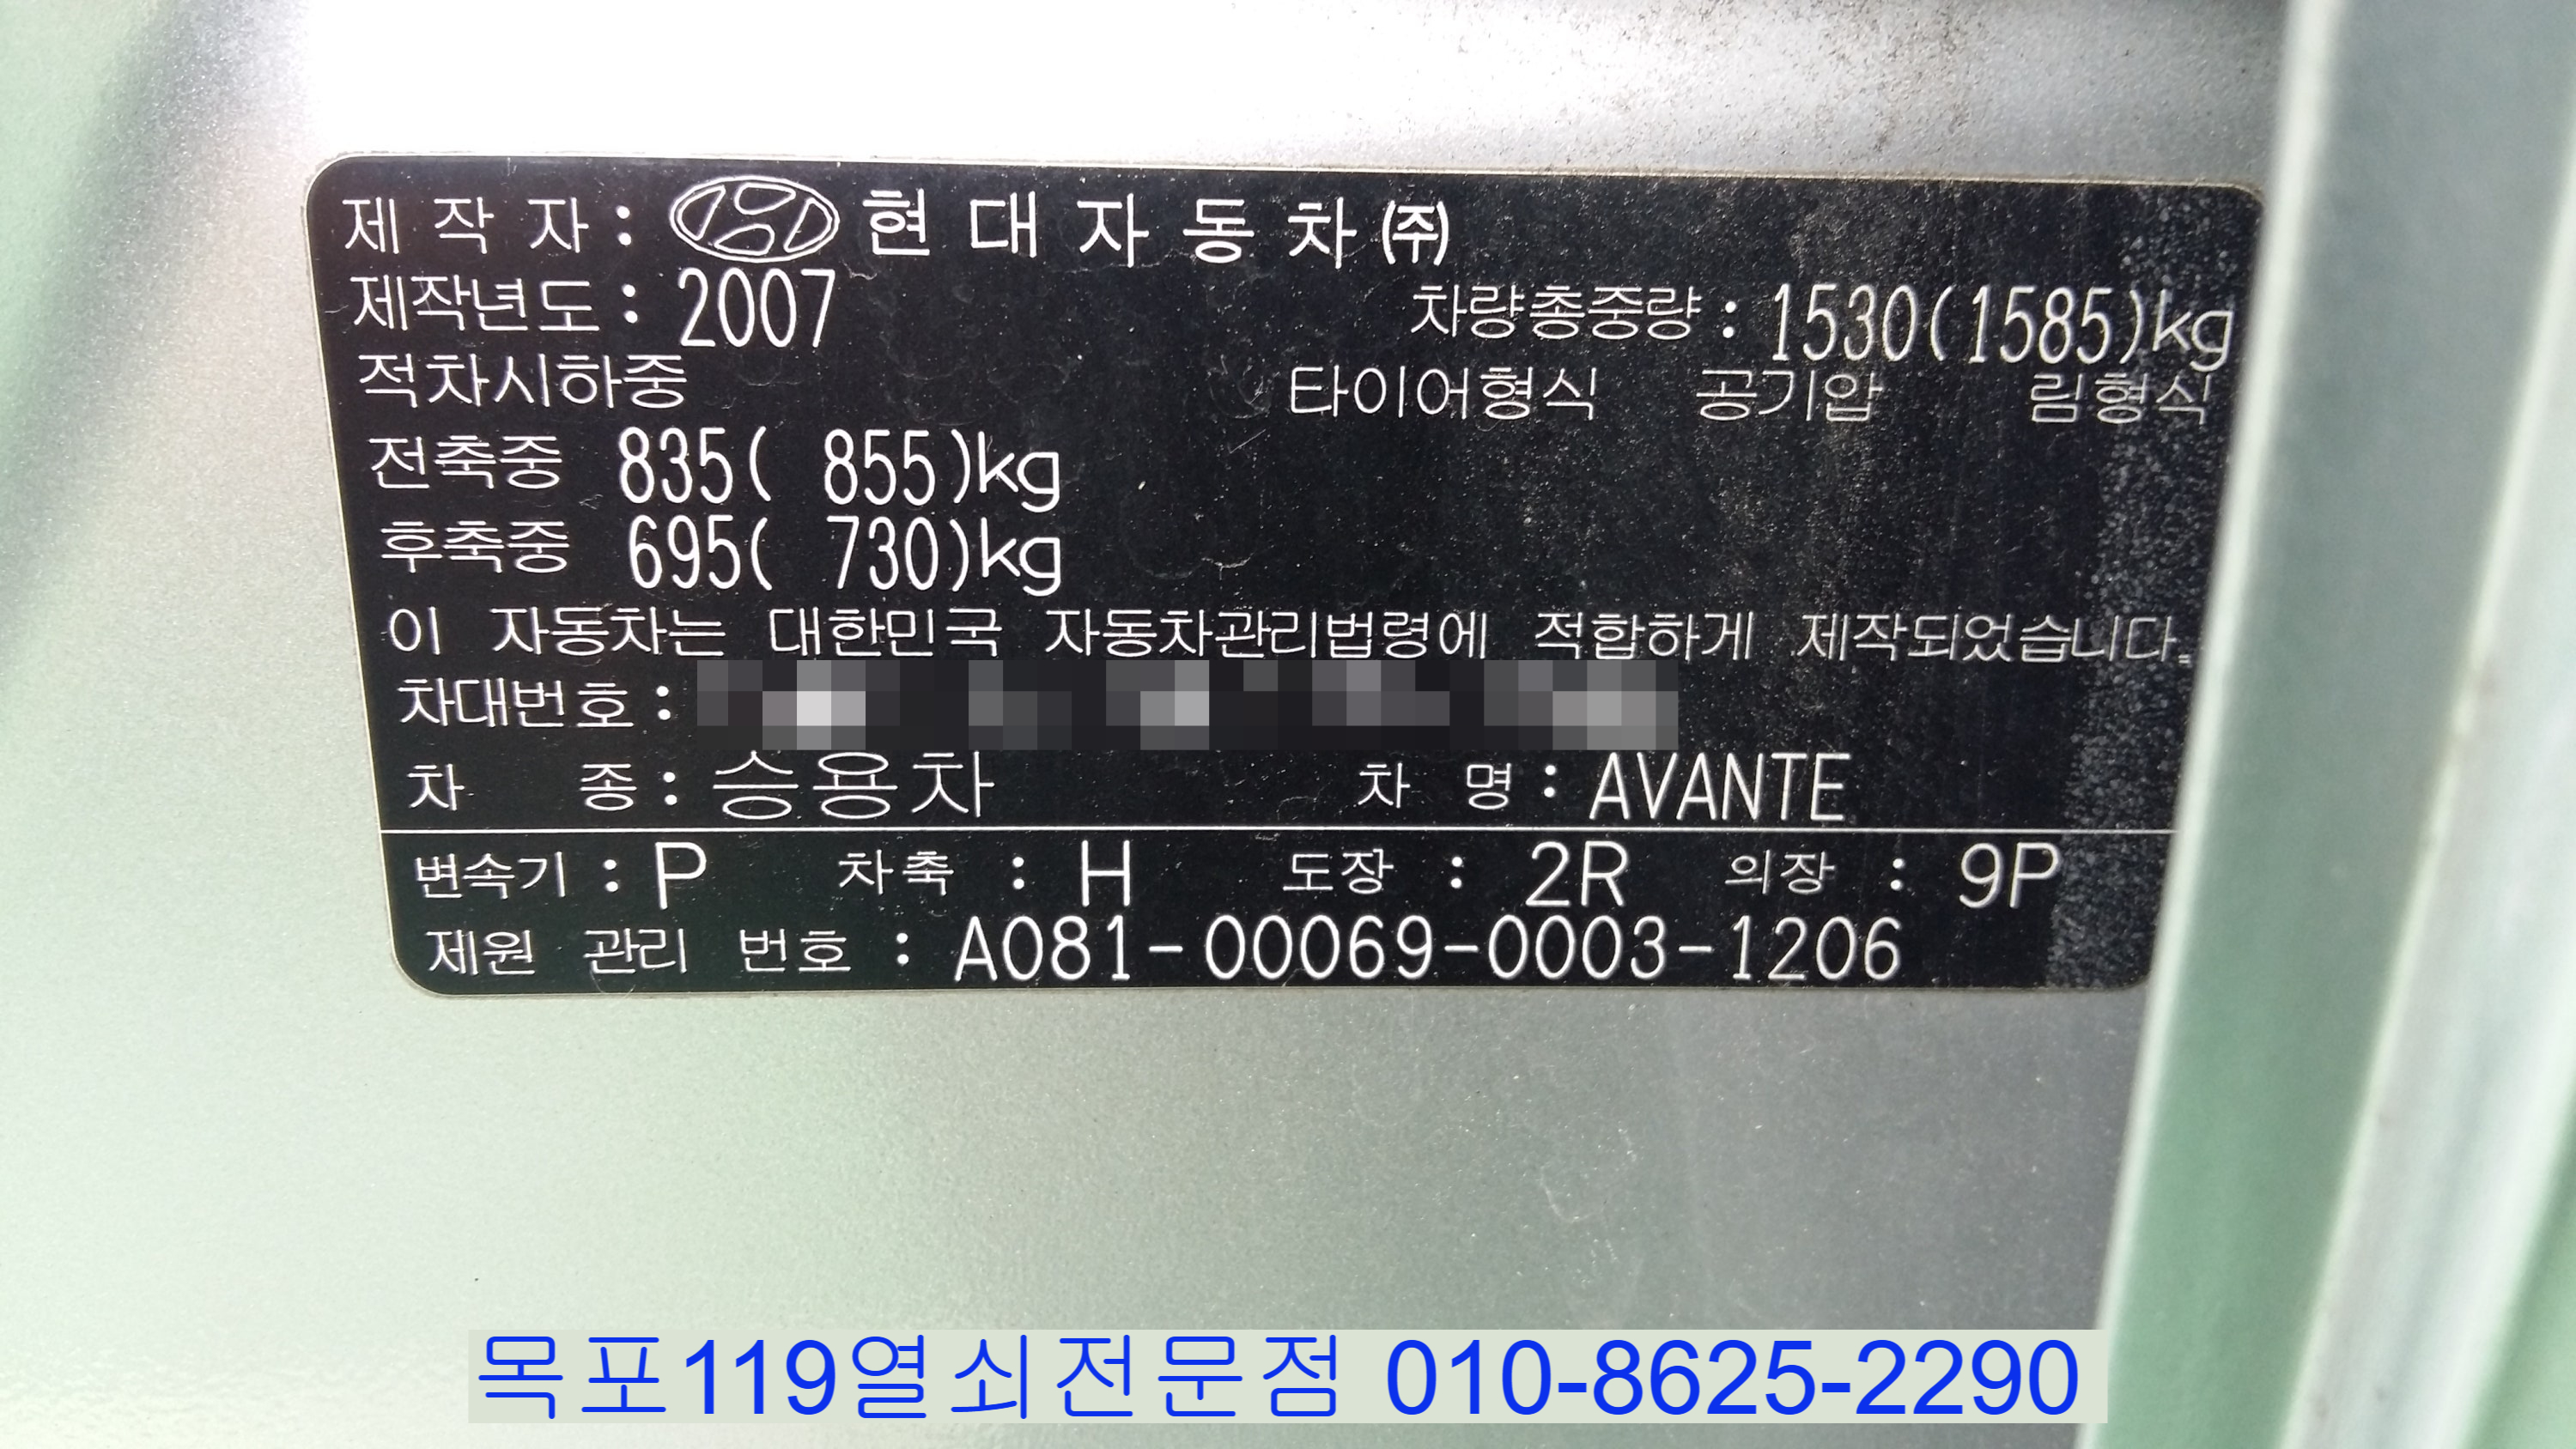 제 작 자 : 현 대 자 동 차 ㈜
제작년도 : 2007 차량총중량 : 1530(1585)kg
적차시하중 타이어형식 공기압 림형식
전축중 835( 855)kg
후축중 695( 730)kg
이 자동차는 대한민국 자동차관리법령에 적합하게 제작되었습니다.
차대번호 :
차 종 : 승용차 차 명 : AVANTE
변속기 : P 차축 : H 도장 : 2R 의장 : 9P
제원 관리 번호 : A081-00069-0003-1206
목포119열쇠전문점 010-8625-2290